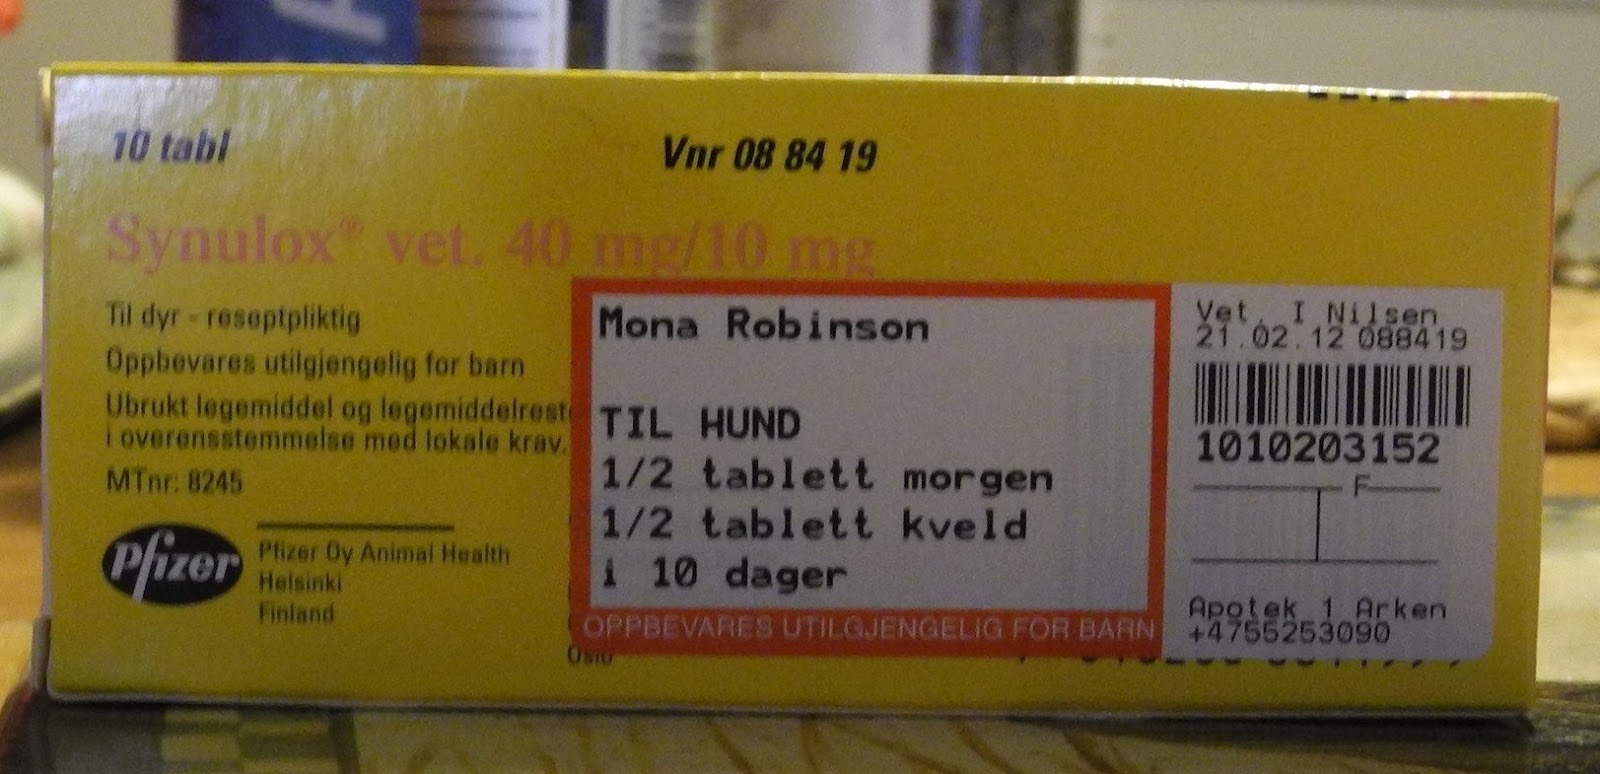 10 tabl
Vnr 08 84 19
Synulox® vet. 40 mg/10 mg
Til dyr - reseptpliktig
Oppbevares utilgjengelig for barn
Ubrukt legemiddel og legemiddelrest
i overensstemmelse med lokale krav.
MTnr: 8245
Pfizer
Pfizer Oy Animal Health
Helsinki
Finland
Oslo
Mona Robinson
TIL HUND
1/2 tablett morgen
1/2 tablett kveld
i 10 dager
OPPBEVARES UTILGJENGELIG FOR BARN
Vet. I Nilsen
21.02.12 088419
1010203152
F
Apotek 1 Arken
+4755253090